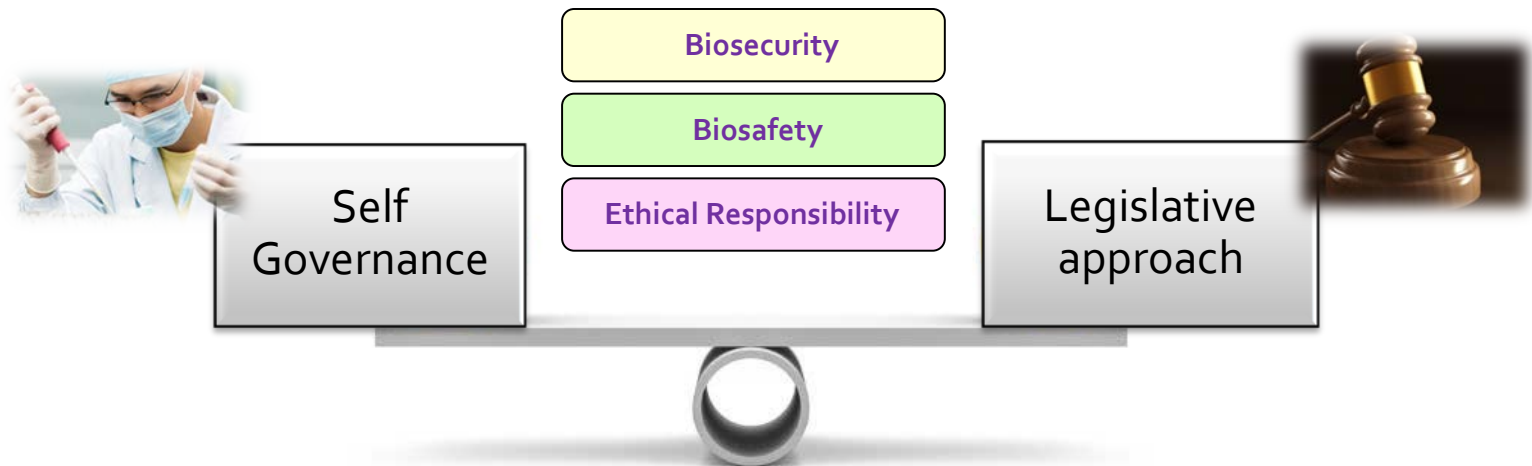 Biosecurity
Biosafety
Ethical Responsibility
Self
Governance
Legislative
approach